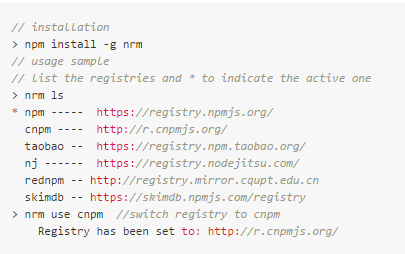 // installation
> npm install -g nrm
// usage sample
// List the registries and * to indicate the active one
> nrm ls
* npm -----  https://registry.npmjs.org/
  cnpm ----  http://r.cnpmjs.org/
  taobao --  https://registry.npm.taobao.org/
  nj ------  https://registry.nodejitsu.com/
  rednpm -- http://registry.mirror.cqupt.edu.cn
  skimdb -- https://skimdb.npmjs.com/registry
> nrm use cnpm  //switch registry to cnpm
    Registry has been set to: http://r.cnpmjs.org/